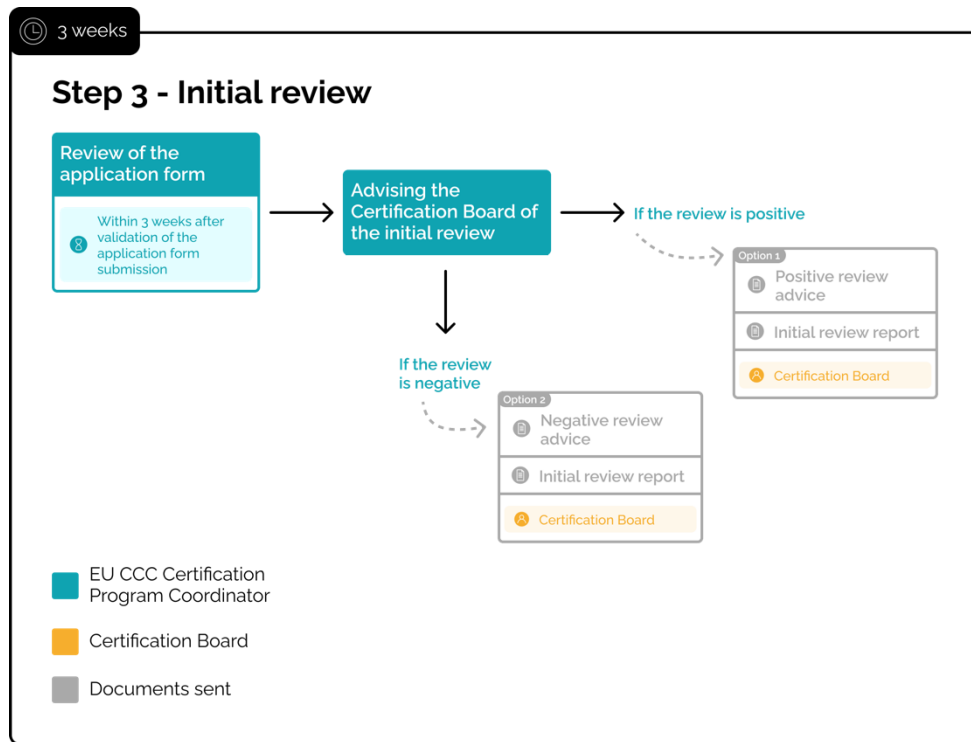 3 weeks
Step 3 - Initial review
Review of the
application form
Within 3 weeks after
validation of the
application form
submission
Advising the
Certification Board of
the initial review
If the review is positive
Option 1
Positive review
advice
Initial review report
Certification Board
If the review
is negative
Option 2
Negative review
advice
Initial review report
Certification Board
EU CCC Certification
Program Coordinator
Certification Board
Documents sent